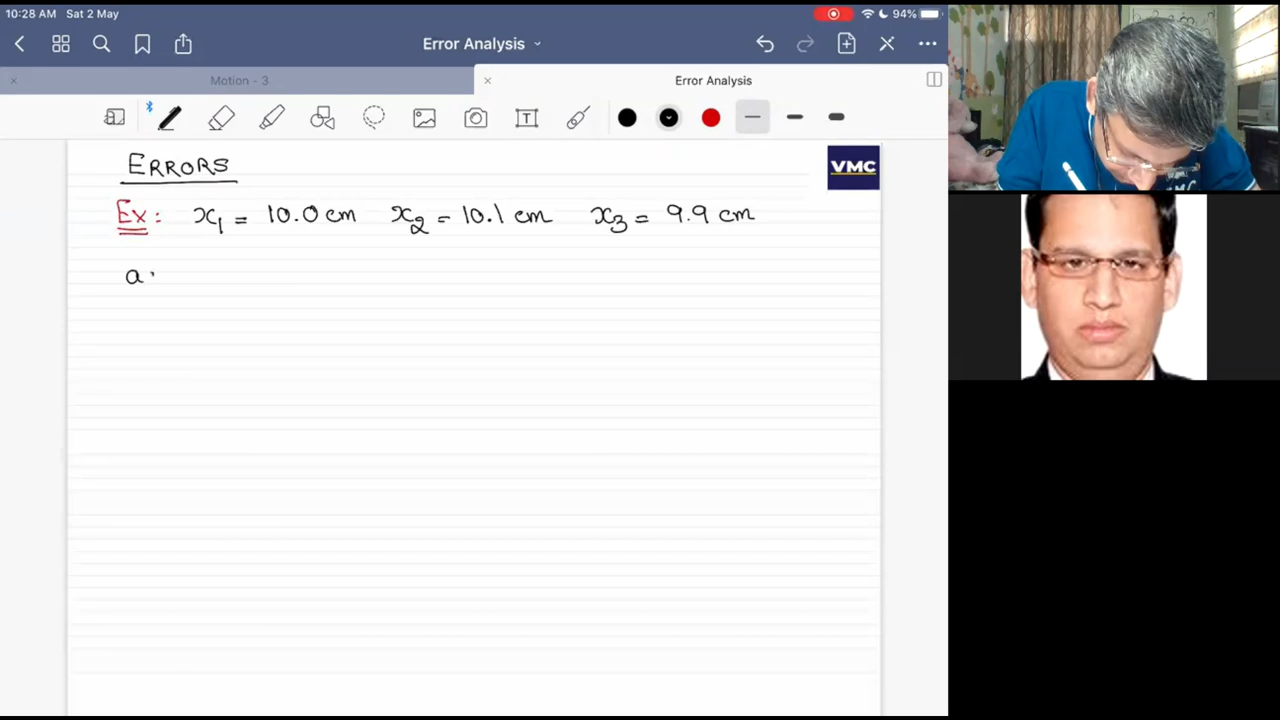 10:28 AM Sat 2 May
94%
Error Analysis
Motion - 3
Error Analysis
T
ERRORS
VMC
Ex: x1 = 10.0 cm x2 = 10.1 cm x3 = 9.9 cm
a
VMC